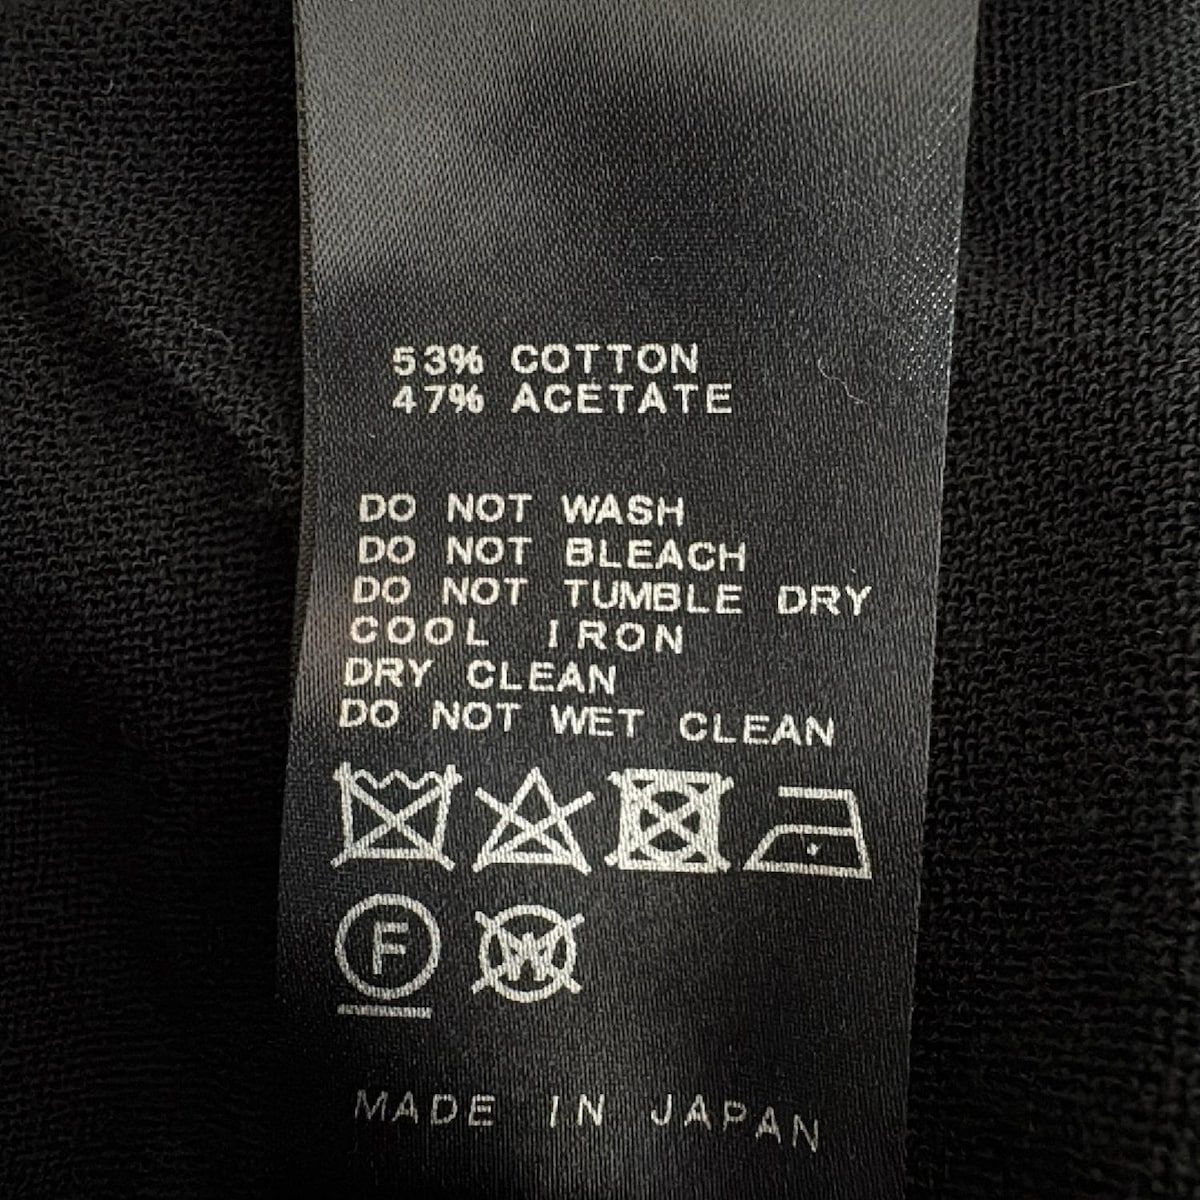 53% COTTON
47% ACETATE
DO NOT WASH
DO NOT BLEACH
DO NOT TUMBLE DRY
COOL IRON
DRY CLEAN
DO NOT WET CLEAN
F W
MADE IN JAPAN